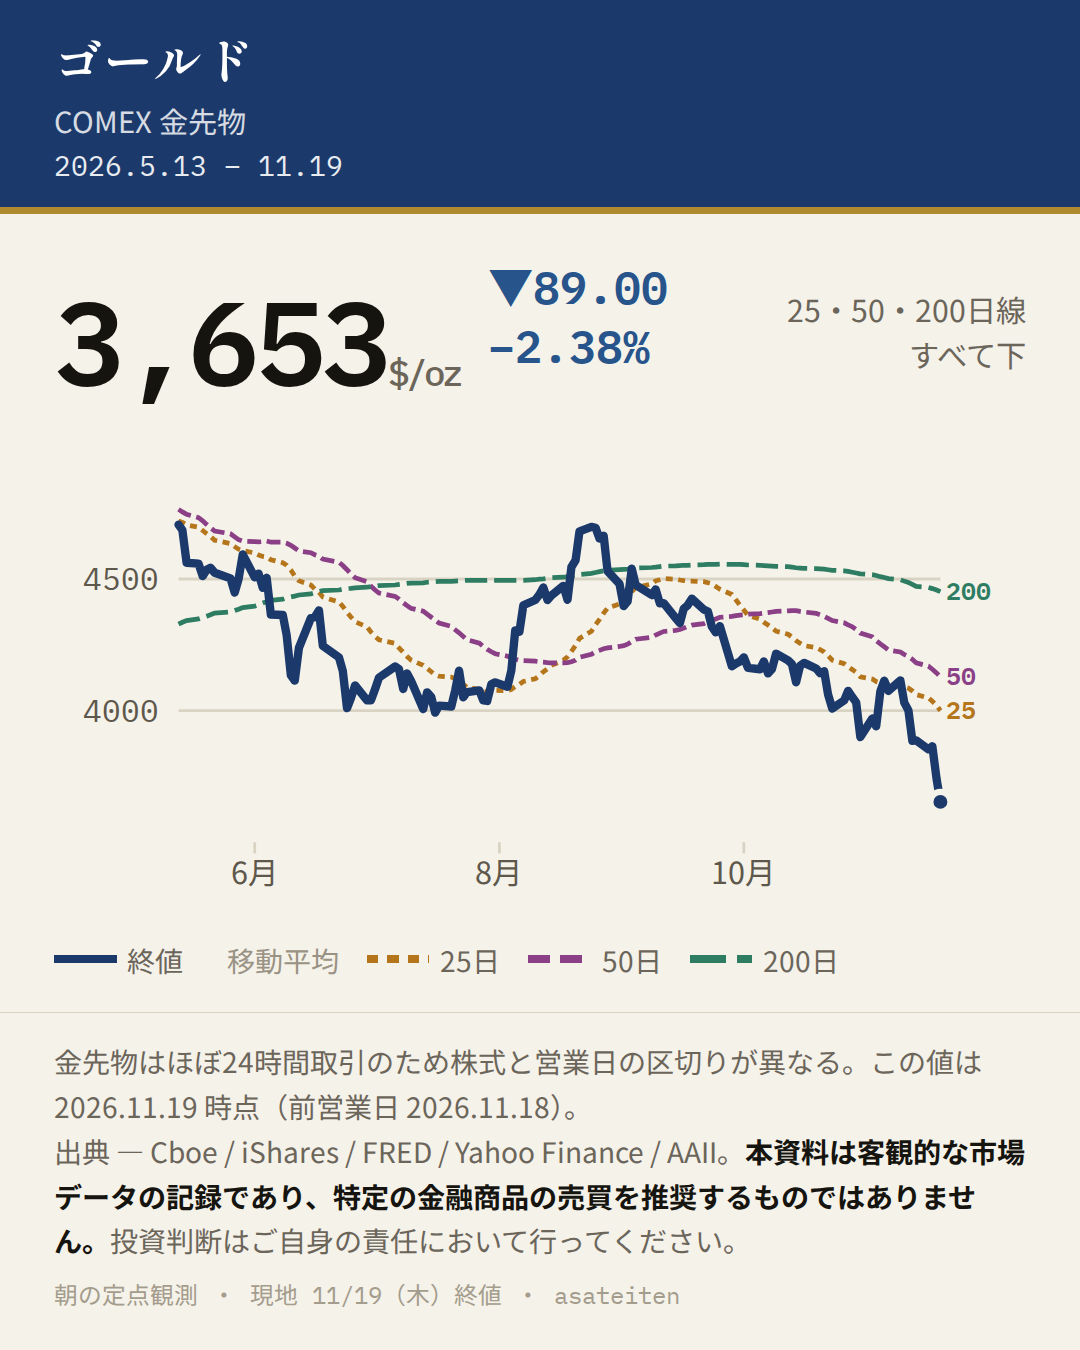 ゴールド
COMEX 金先物
2026.5.13 – 11.19
3,653$/oz
▼89.00
−2.38%
25・50・200日線
すべて下
4500
4000
200
50
25
6月
8月
10月
終値 移動平均 25日 50日 200日
金先物はほぼ24時間取引のため株式と営業日の区切りが異なる。この値は
2026.11.19 時点（前営業日 2026.11.18）。
出典 — Cboe / iShares / FRED / Yahoo Finance / AAII。本資料は客観的な市場
データの記録であり、特定の金融商品の売買を推奨するものではありませ
ん。投資判断はご自身の責任において行ってください。
朝の定点観測 ・ 現地 11/19（木）終値 ・ asateiten